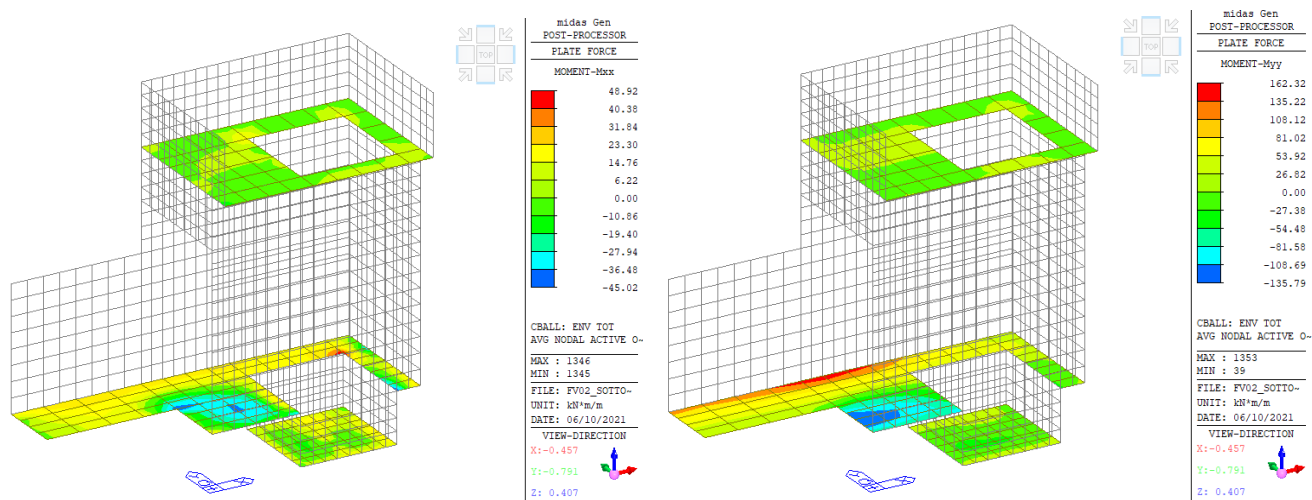 TOP
midas Gen
POST-PROCESSOR
PLATE FORCE
MOMENT-Mxx
48.92
40.38
31.84
23.30
14.76
6.22
0.00
-10.86
-19.40
-27.94
-36.48
-45.02
CBALL: ENV TOT
AVG NODAL ACTIVE O~
MAX : 1346
MIN : 1345
FILE: FV02_SOTTO~
UNIT: kN*m/m
DATE: 06/10/2021
VIEW-DIRECTION
X:-0.457
Y:-0.791
Z: 0.407
TOP
midas Gen
POST-PROCESSOR
PLATE FORCE
MOMENT-Myy
162.32
135.22
108.12
81.02
53.92
26.82
0.00
-27.38
-54.48
-81.58
-108.69
-135.79
CBALL: ENV TOT
AVG NODAL ACTIVE O~
MAX : 1353
MIN : 39
FILE: FV02_SOTTO~
UNIT: kN*m/m
DATE: 06/10/2021
VIEW-DIRECTION
X:-0.457
Y:-0.791
Z: 0.407